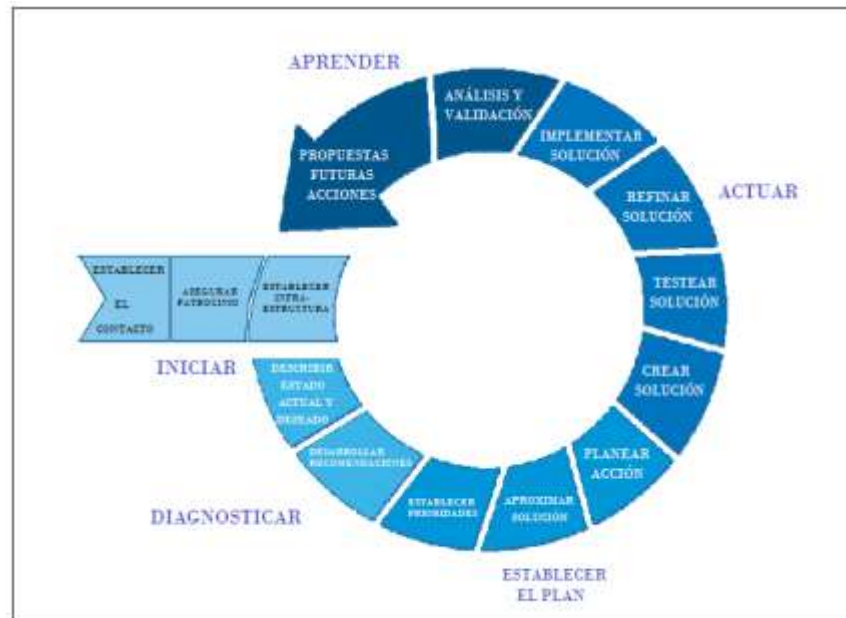 APRENDER
ANÁLISIS Y
VALIDACIÓN
IMPLEMENTAR
SOLUCIÓN
PROPUESTAS
FUTURAS
ACCIONES
REFINAR
SOLUCIÓN
ACTUAR
ESTABLECER
EL
CONTACTO
ASEGURAR
PATROCINIO
ESTABLECER
INFRA-
ESTRUCTURA
TESTEAR
SOLUCIÓN
INICIAR
DESCRIBIR
ESTADO
ACTUAL Y
DESEADO
CREAR
SOLUCIÓN
DESARROLLAR
RECOMENDACIONES
PLANEAR
ACCIÓN
ESTABLECER
PRIORIDADES
APROXIMAR
SOLUCIÓN
DIAGNOSTICAR
ESTABLECER
EL PLAN